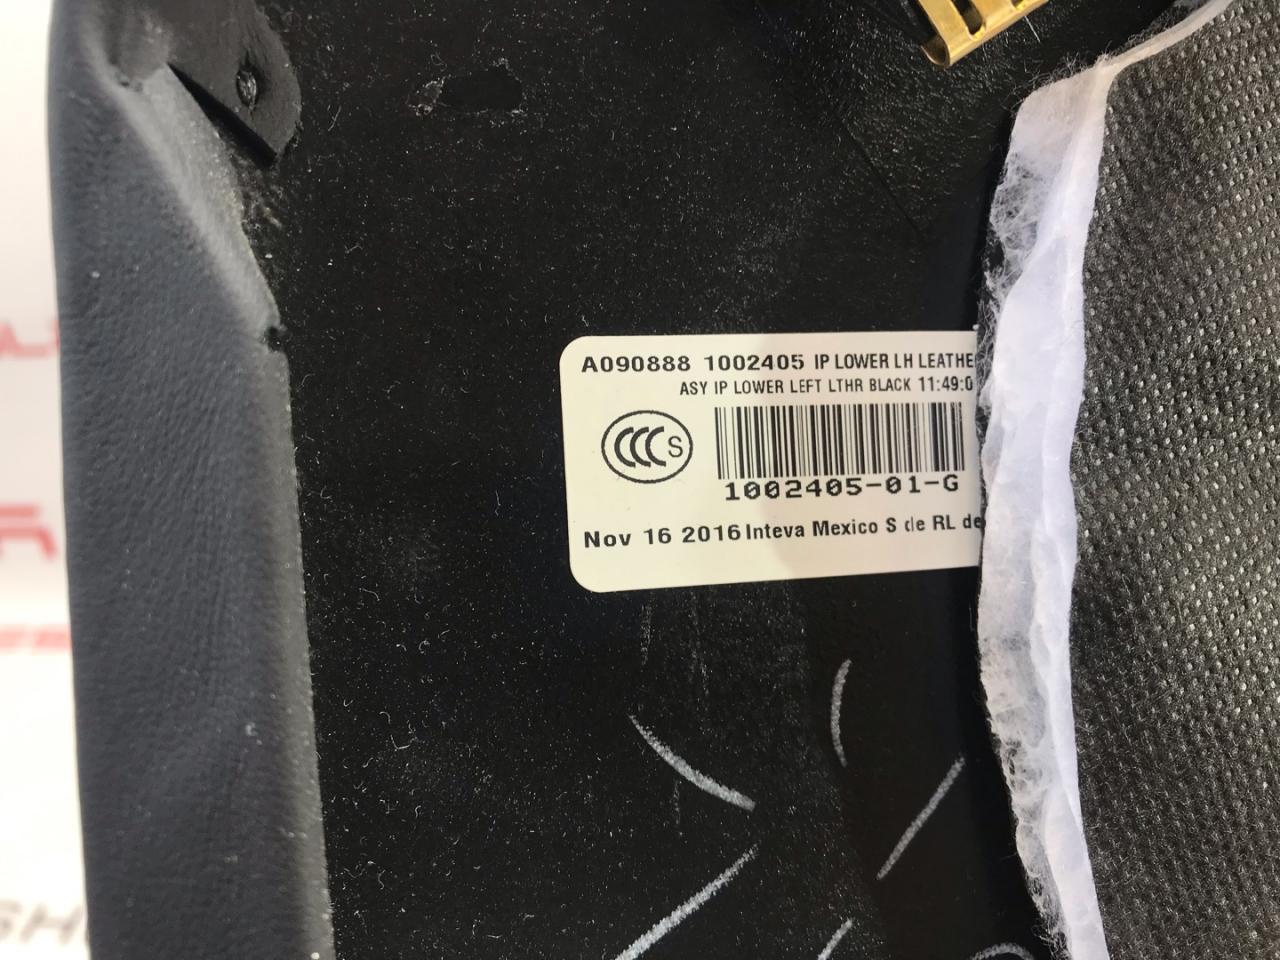 A090888 1002405 IP LOWER LH LEATHE
ASY IP LOWER LEFT LTHR BLACK 11:49:0
CCC S
1002405-01-G
Nov 16 2016 Inteva Mexico S de RL de